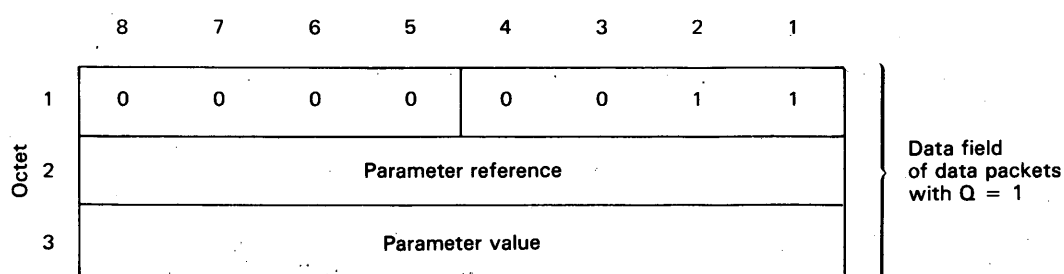 8 7 6 5 4 3 2 1
1 0 0 0 0 0 0 1 1
Octet
2 Parameter reference
3 Parameter value
Data field
of data packets
with Q = 1